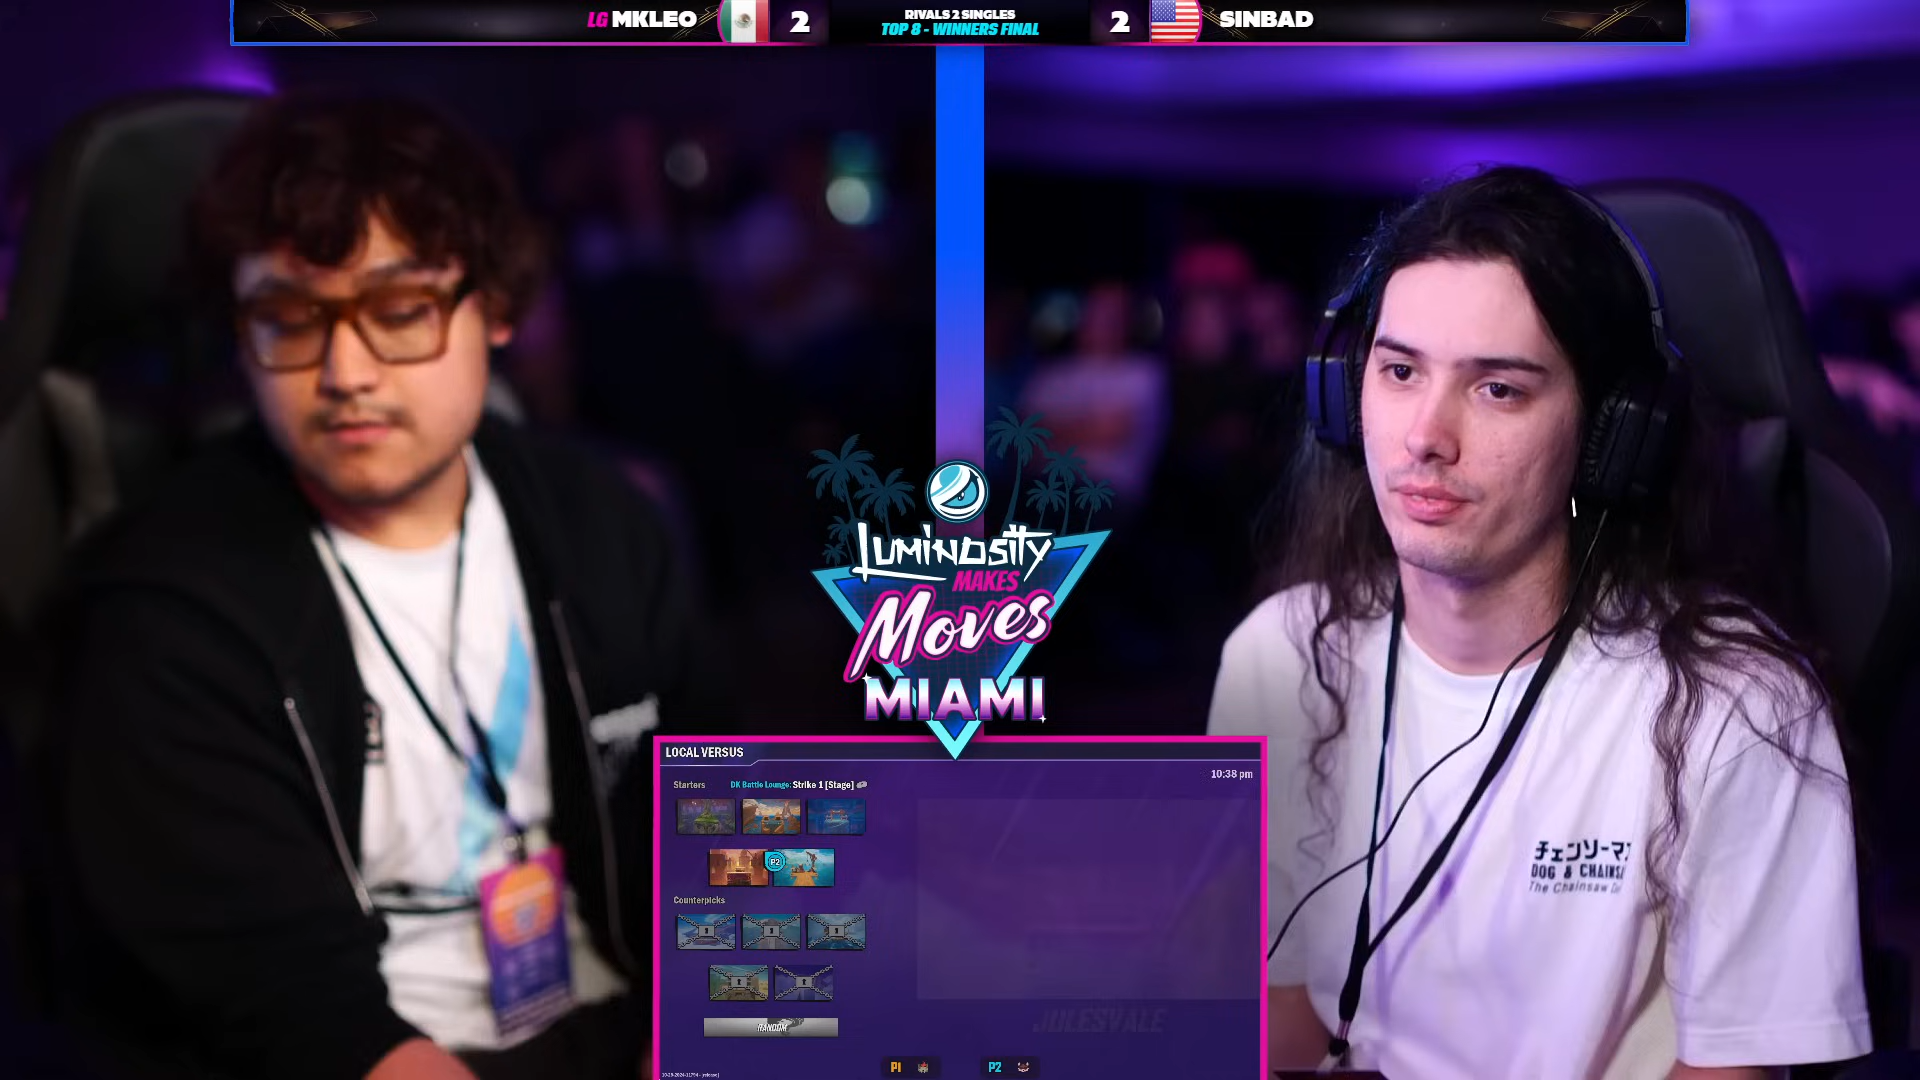 LG MKLEO
2
RIVALS 2 SINGLES
TOP 8 - WINNERS FINAL
2
SINBAD
LUMINOSITY
MAKES
Moves
MIAMI
LOCAL VERSUS
10:38 pm
Starters
DK Battle Lounge: Strike 1 [Stage]
P2
Counterpicks
RANDOM
JULESVALE
P1
P2
チェンソーマ
DOG & CHAINS
The Chainsaw